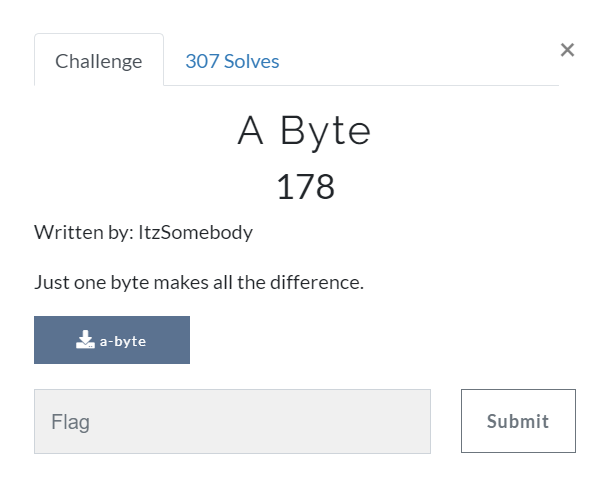 Challenge
307 Solves
×
A Byte
178
Written by: ItzSomebody
Just one byte makes all the difference.
a-byte
Flag
Submit